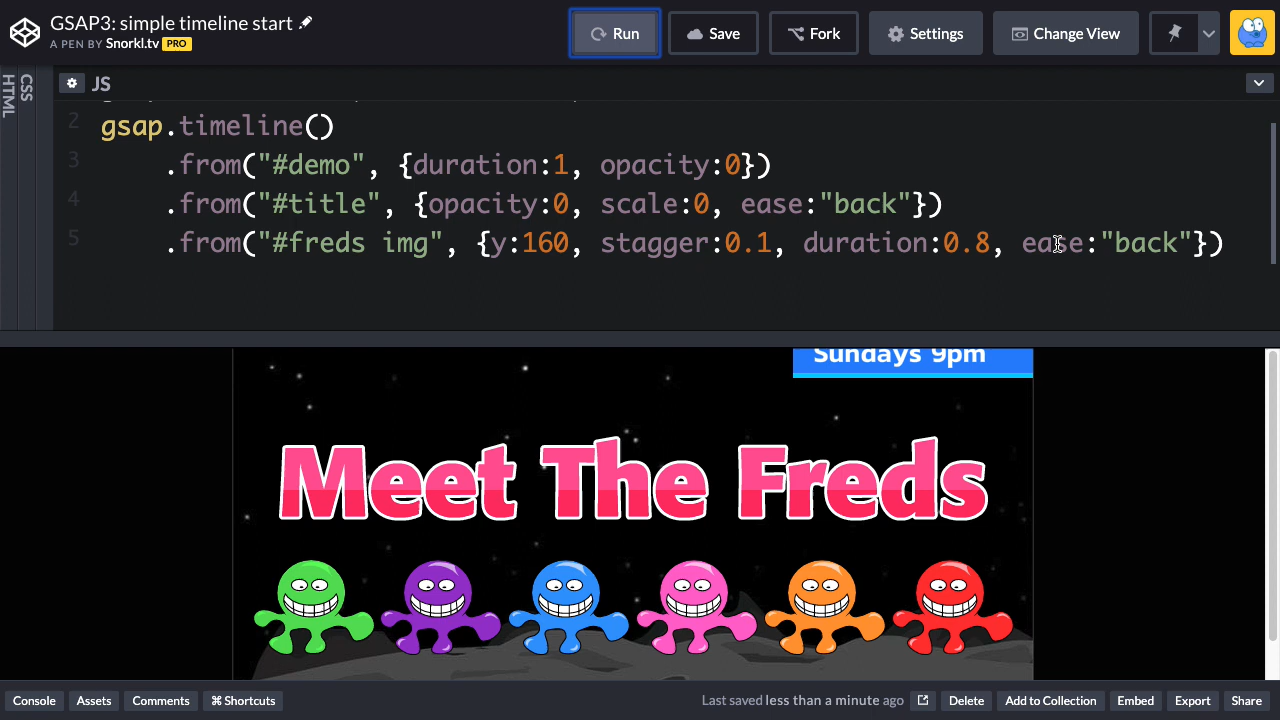 GSAP3: simple timeline start
A PEN BY Snorkl.tv PRO
Run
Save
Fork
Settings
Change View
HTML
CSS
JS
2 gsap.timeline()
3 .from("#demo", {duration:1, opacity:0})
4 .from("#title", {opacity:0, scale:0, ease:"back"})
5 .from("#freds img", {y:160, stagger:0.1, duration:0.8, ease:"back"})
Sundays 9pm
Meet The Freds
Console
Assets
Comments
⌘ Shortcuts
Last saved less than a minute ago
Delete
Add to Collection
Embed
Export
Share